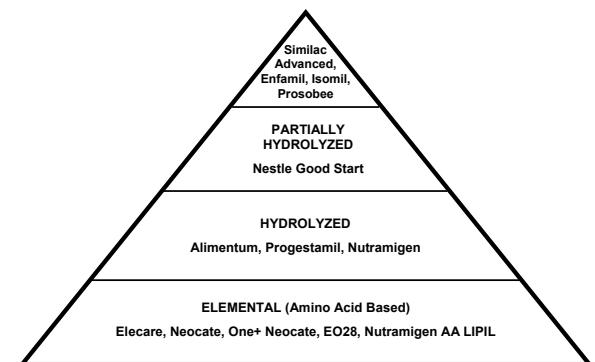 Similac
Advanced,
Enfamil, Isomil,
Prosobee
PARTIALLY
HYDROLYZED
Nestle Good Start
HYDROLYZED
Alimentum, Progestamil, Nutramigen
ELEMENTAL (Amino Acid Based)
Elecare, Neocate, One+ Neocate, EO28, Nutramigen AA LIPIL